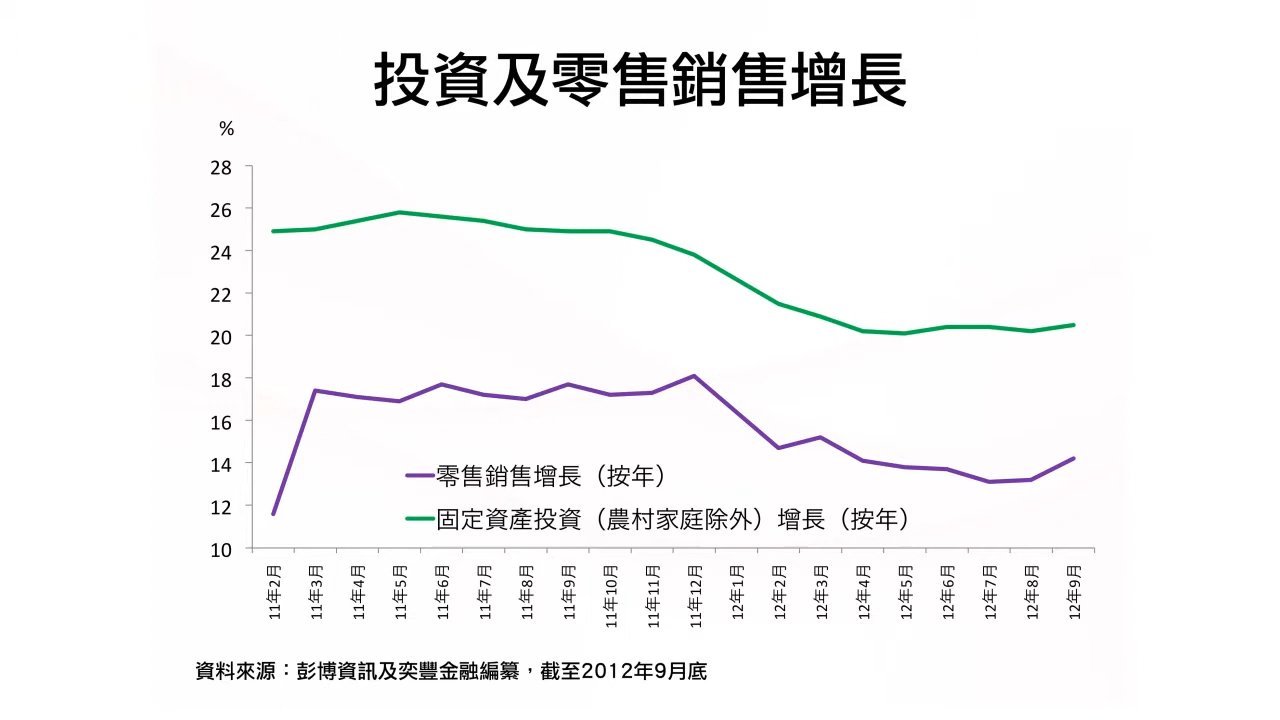 投資及零售銷售增長
%
28
26
24
22
20
18
16
14
12
10
零售銷售增長（按年）
固定資產投資（農村家庭除外）增長（按年）
11年2月
11年3月
11年4月
11年5月
11年6月
11年7月
11年8月
11年9月
11年10月
11年11月
11年12月
12年1月
12年2月
12年3月
12年4月
12年5月
12年6月
12年7月
12年8月
12年9月
資料來源：彭博資訊及奕豐金融編纂，截至2012年9月底